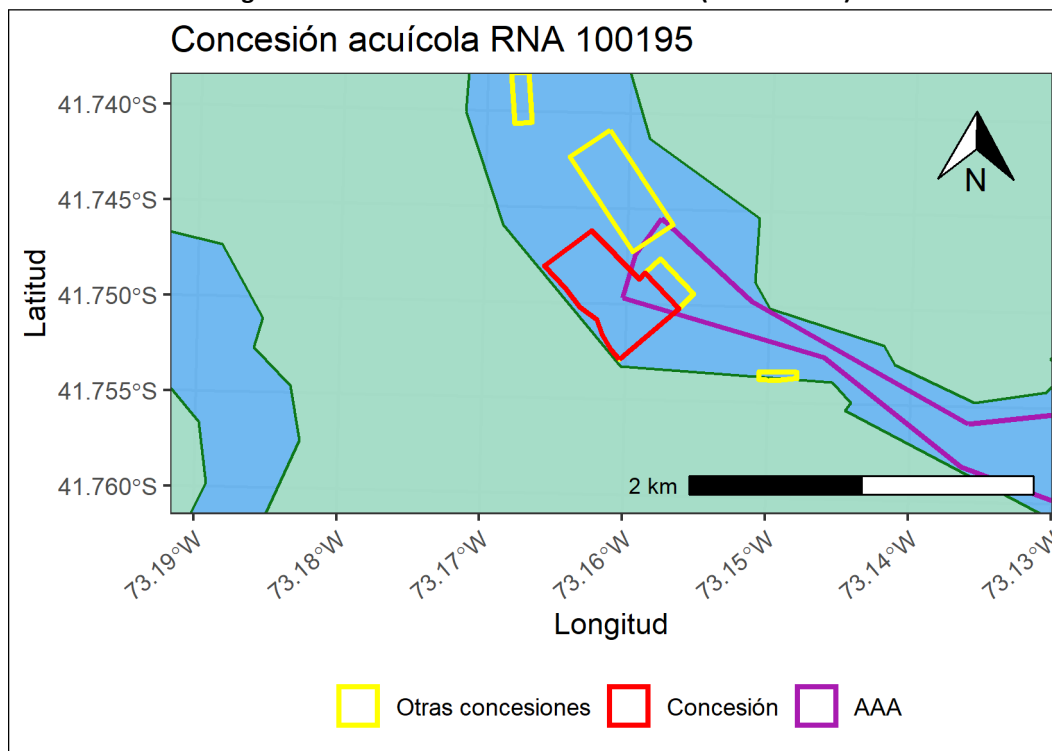 Concesión acuícola RNA 100195
41.740°S
41.745°S
41.750°S
41.755°S
41.760°S
Latitud
N
2 km
73.19°W
73.18°W
73.17°W
73.16°W
73.15°W
73.14°W
73.13°W
Longitud
Otras concesiones
Concesión
AAA